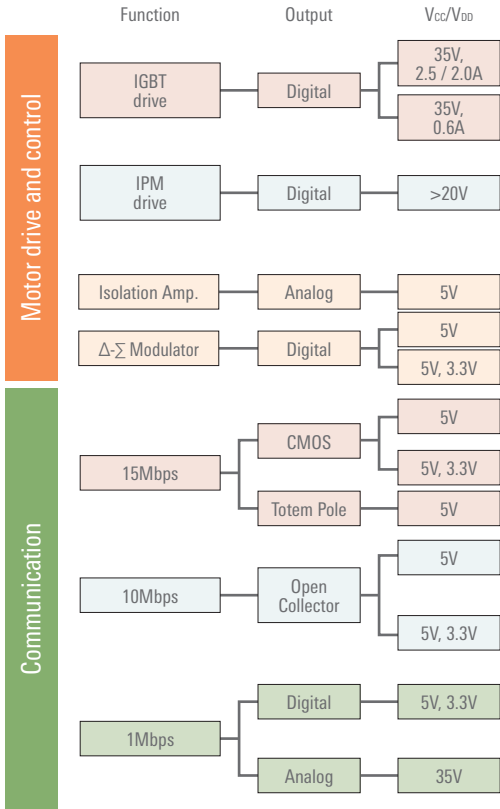 Function Output Vcc/VDD
Motor drive and control
IGBT
drive
Digital
35V,
2.5 / 2.0A
35V,
0.6A
IPM
drive
Digital
>20V
Isolation Amp.
Analog
5V
Δ-∑ Modulator
Digital
5V
5V, 3.3V
Communication
15Mbps
CMOS
5V
5V, 3.3V
Totem Pole
5V
10Mbps
Open
Collector
5V
5V, 3.3V
1Mbps
Digital
5V, 3.3V
Analog
35V